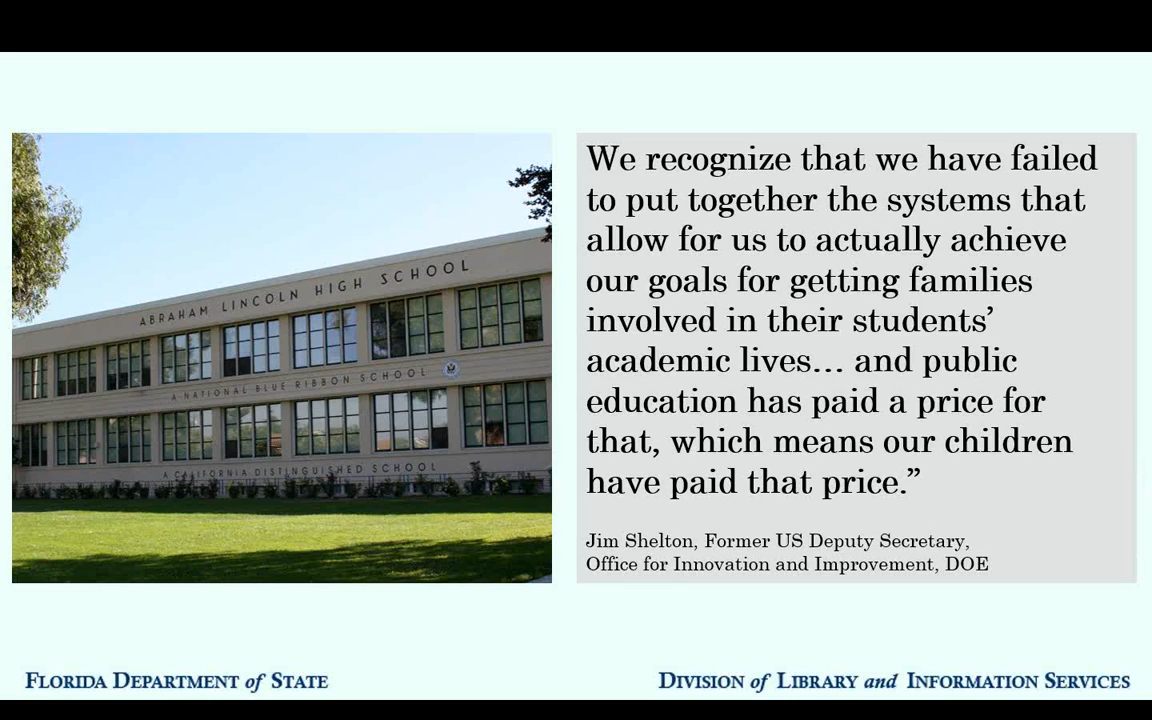 ABRAHAM LINCOLN HIGH SCHOOL
A NATIONAL BLUE RIBBON SCHOOL
A CALIFORNIA DISTINGUISHED SCHOOL
We recognize that we have failed
to put together the systems that
allow for us to actually achieve
our goals for getting families
involved in their students’
academic lives… and public
education has paid a price for
that, which means our children
have paid that price.”
Jim Shelton, Former US Deputy Secretary,
Office for Innovation and Improvement, DOE
FLORIDA DEPARTMENT of STATE
DIVISION of LIBRARY and INFORMATION SERVICES